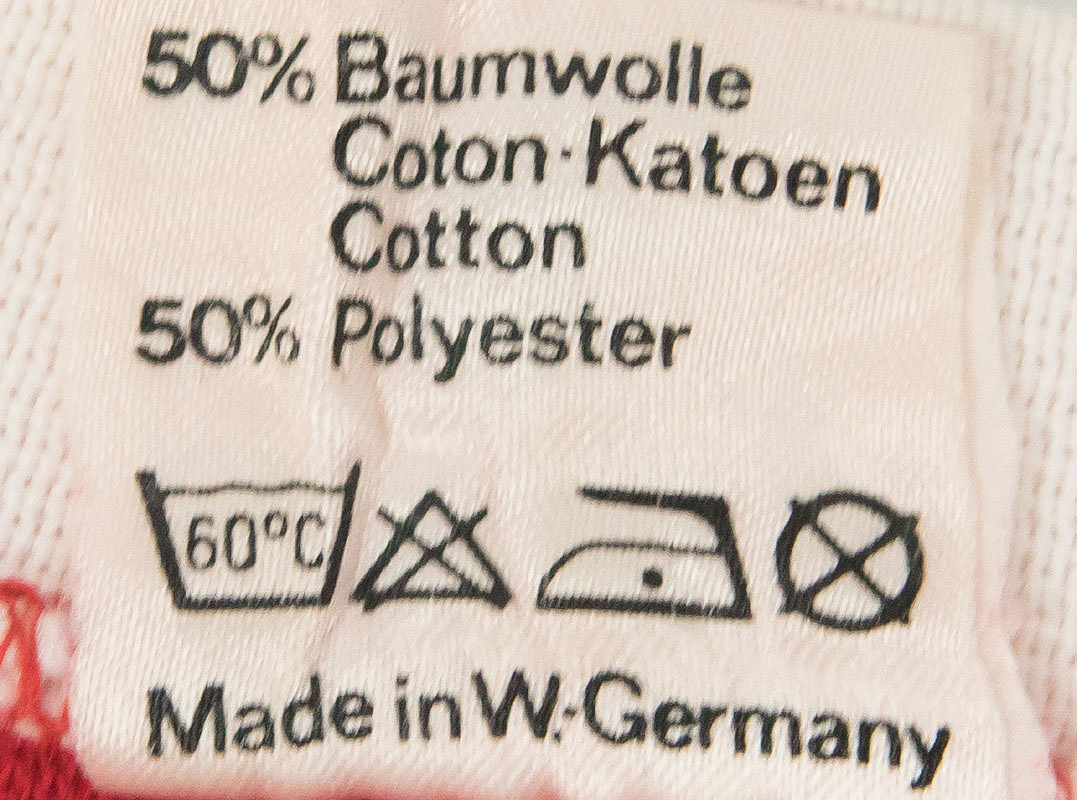 50% Baumwolle
Coton·Katoen
Cotton
50% Polyester
60°C
Made in W.-Germany